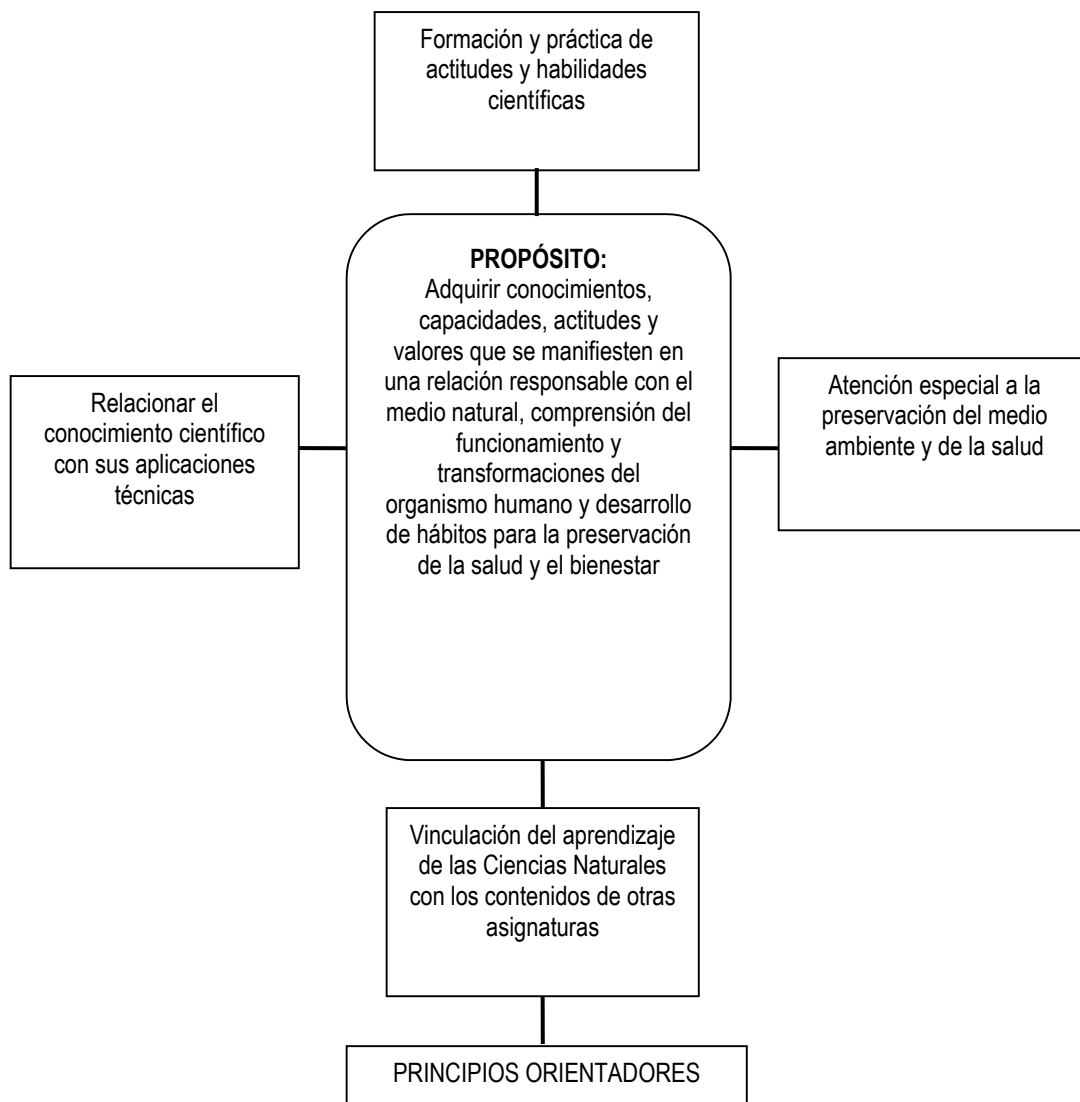 Formación y práctica de
actitudes y habilidades
científicas
PROPÓSITO:
Adquirir conocimientos,
capacidades, actitudes y
valores que se manifiesten en
una relación responsable con el
medio natural, comprensión del
funcionamiento y
transformaciones del
organismo humano y desarrollo
de hábitos para la preservación
de la salud y el bienestar
Relacionar el
conocimiento científico
con sus aplicaciones
técnicas
Atención especial a la
preservación del medio
ambiente y de la salud
Vinculación del aprendizaje
de las Ciencias Naturales
con los contenidos de otras
asignaturas
PRINCIPIOS ORIENTADORES